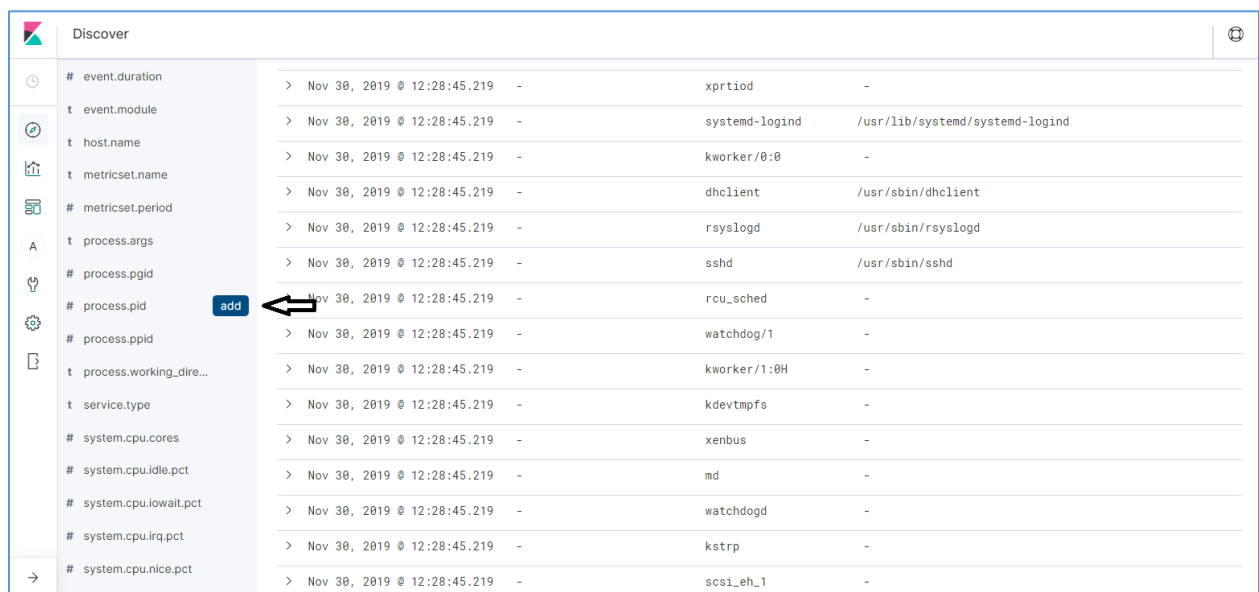 Discover
# event.duration
t event.module
t host.name
t metricset.name
# metricset.period
t process.args
# process.pgid
# process.pid add
# process.ppid
t process.working_dire...
t service.type
# system.cpu.cores
# system.cpu.idle.pct
# system.cpu.iowait.pct
# system.cpu.irq.pct
# system.cpu.nice.pct
A
> Nov 30, 2019 @ 12:28:45.219 - xprtiod -
> Nov 30, 2019 @ 12:28:45.219 - systemd-logind /usr/lib/systemd/systemd-logind
> Nov 30, 2019 @ 12:28:45.219 - kworker/0:0 -
> Nov 30, 2019 @ 12:28:45.219 - dhclient /usr/sbin/dhclient
> Nov 30, 2019 @ 12:28:45.219 - rsyslogd /usr/sbin/rsyslogd
> Nov 30, 2019 @ 12:28:45.219 - sshd /usr/sbin/sshd
Nov 30, 2019 @ 12:28:45.219 - rcu_sched -
> Nov 30, 2019 @ 12:28:45.219 - watchdog/1 -
> Nov 30, 2019 @ 12:28:45.219 - kworker/1:0H -
> Nov 30, 2019 @ 12:28:45.219 - kdevtmpfs -
> Nov 30, 2019 @ 12:28:45.219 - xenbus -
> Nov 30, 2019 @ 12:28:45.219 - md -
> Nov 30, 2019 @ 12:28:45.219 - watchdogd -
> Nov 30, 2019 @ 12:28:45.219 - kstrp -
> Nov 30, 2019 @ 12:28:45.219 - scsi_eh_1 -